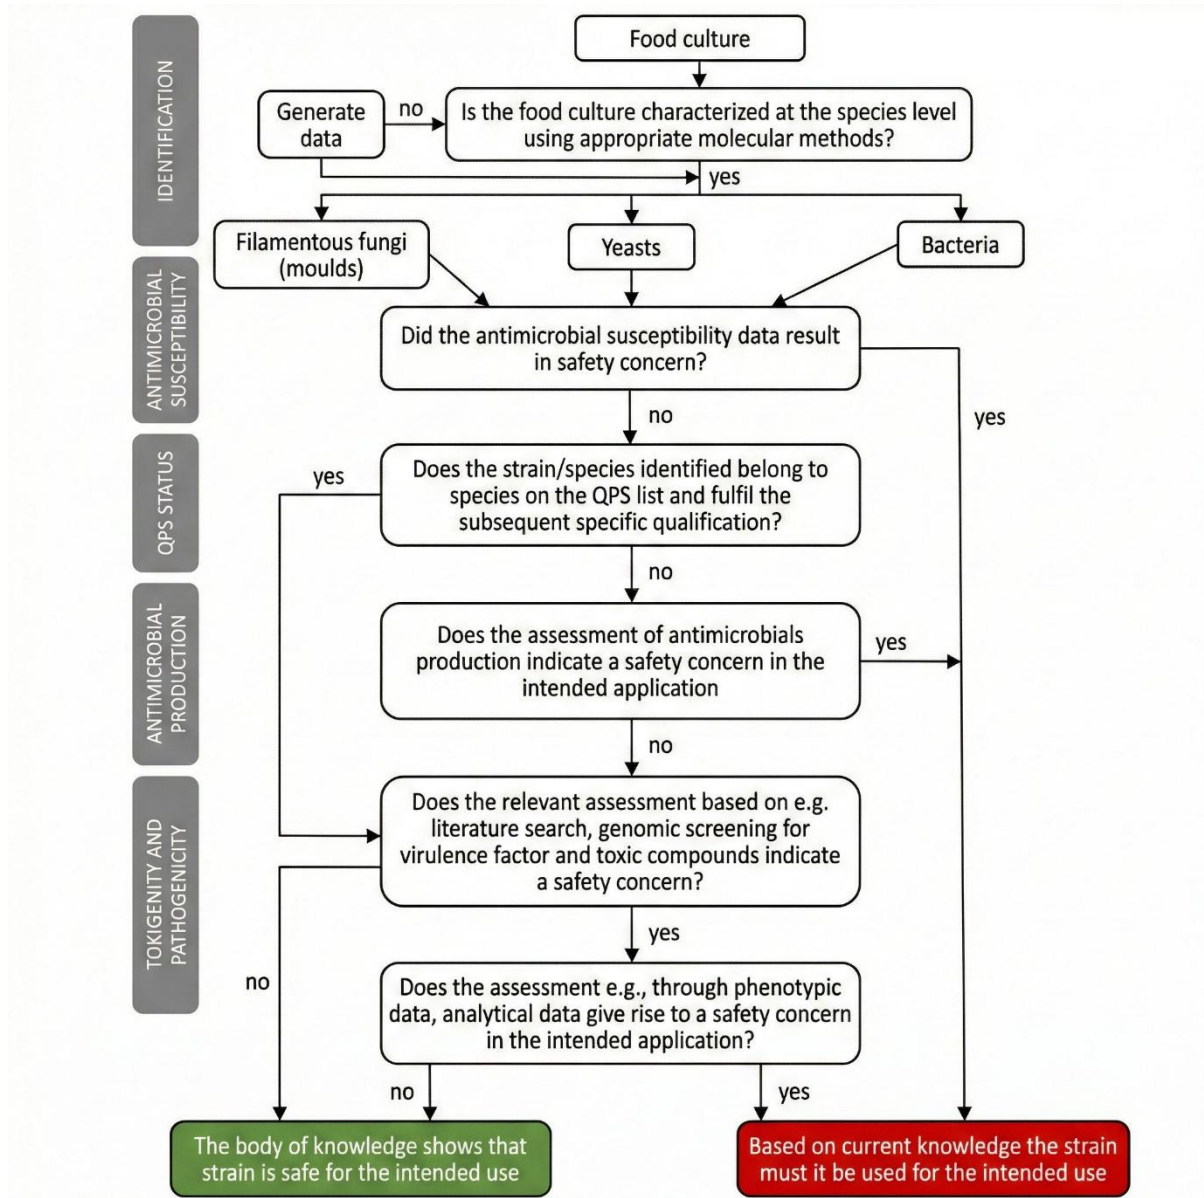 IDENTIFICATION
Food culture
Generate
data
no
Is the food culture characterized at the species level
using appropriate molecular methods?
yes
Filamentous fungi
(moulds)
Yeasts
Bacteria
ANTIMICROBIAL
SUSCEPTIBILITY
Did the antimicrobial susceptibility data result
in safety concern?
no
yes
QPS STATUS
yes
Does the strain/species identified belong to
species on the QPS list and fulfil the
subsequent specific qualification?
no
ANTIMICROBIAL
PRODUCTION
Does the assessment of antimicrobials
production indicate a safety concern in the
intended application
yes
no
TOKIGENITY AND
PATHOGENICITY
Does the relevant assessment based on e.g.
literature search, genomic screening for
virulence factor and toxic compounds indicate
a safety concern?
yes
no
Does the assessment e.g., through phenotypic
data, analytical data give rise to a safety concern
in the intended application?
no
yes
The body of knowledge shows that
strain is safe for the intended use
Based on current knowledge the strain
must it be used for the intended use